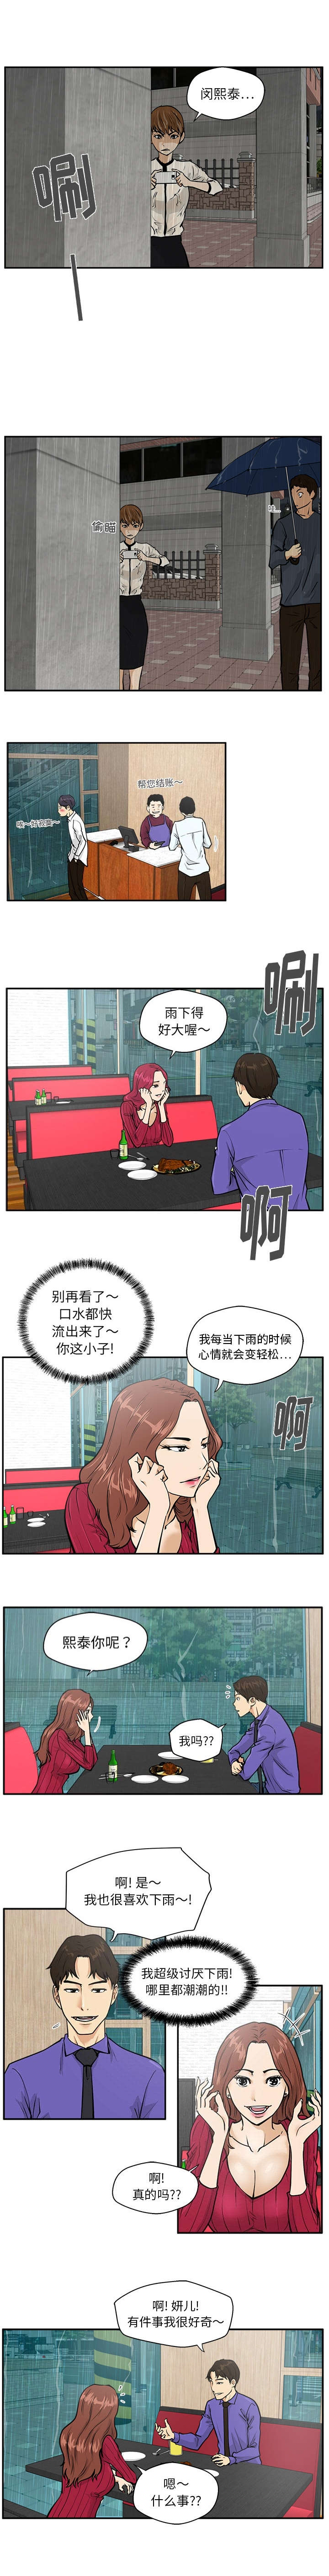 闵熙泰...
唰
偷瞄
哇...
帮您结账～
咳～好寂寞～
唰
雨下得
好大喔～
啊
别再看了～
口水都快
流出来了～
你这小子!
我每当下雨的时候
心情就会变轻松...
啊
熙泰你呢？
我吗??
啊! 是～
我也很喜欢下雨～!
我超级讨厌下雨!
哪里都潮潮的!!
啊!
真的吗??
啊! 妍儿!
有件事我很好奇～
嗯～
什么事??